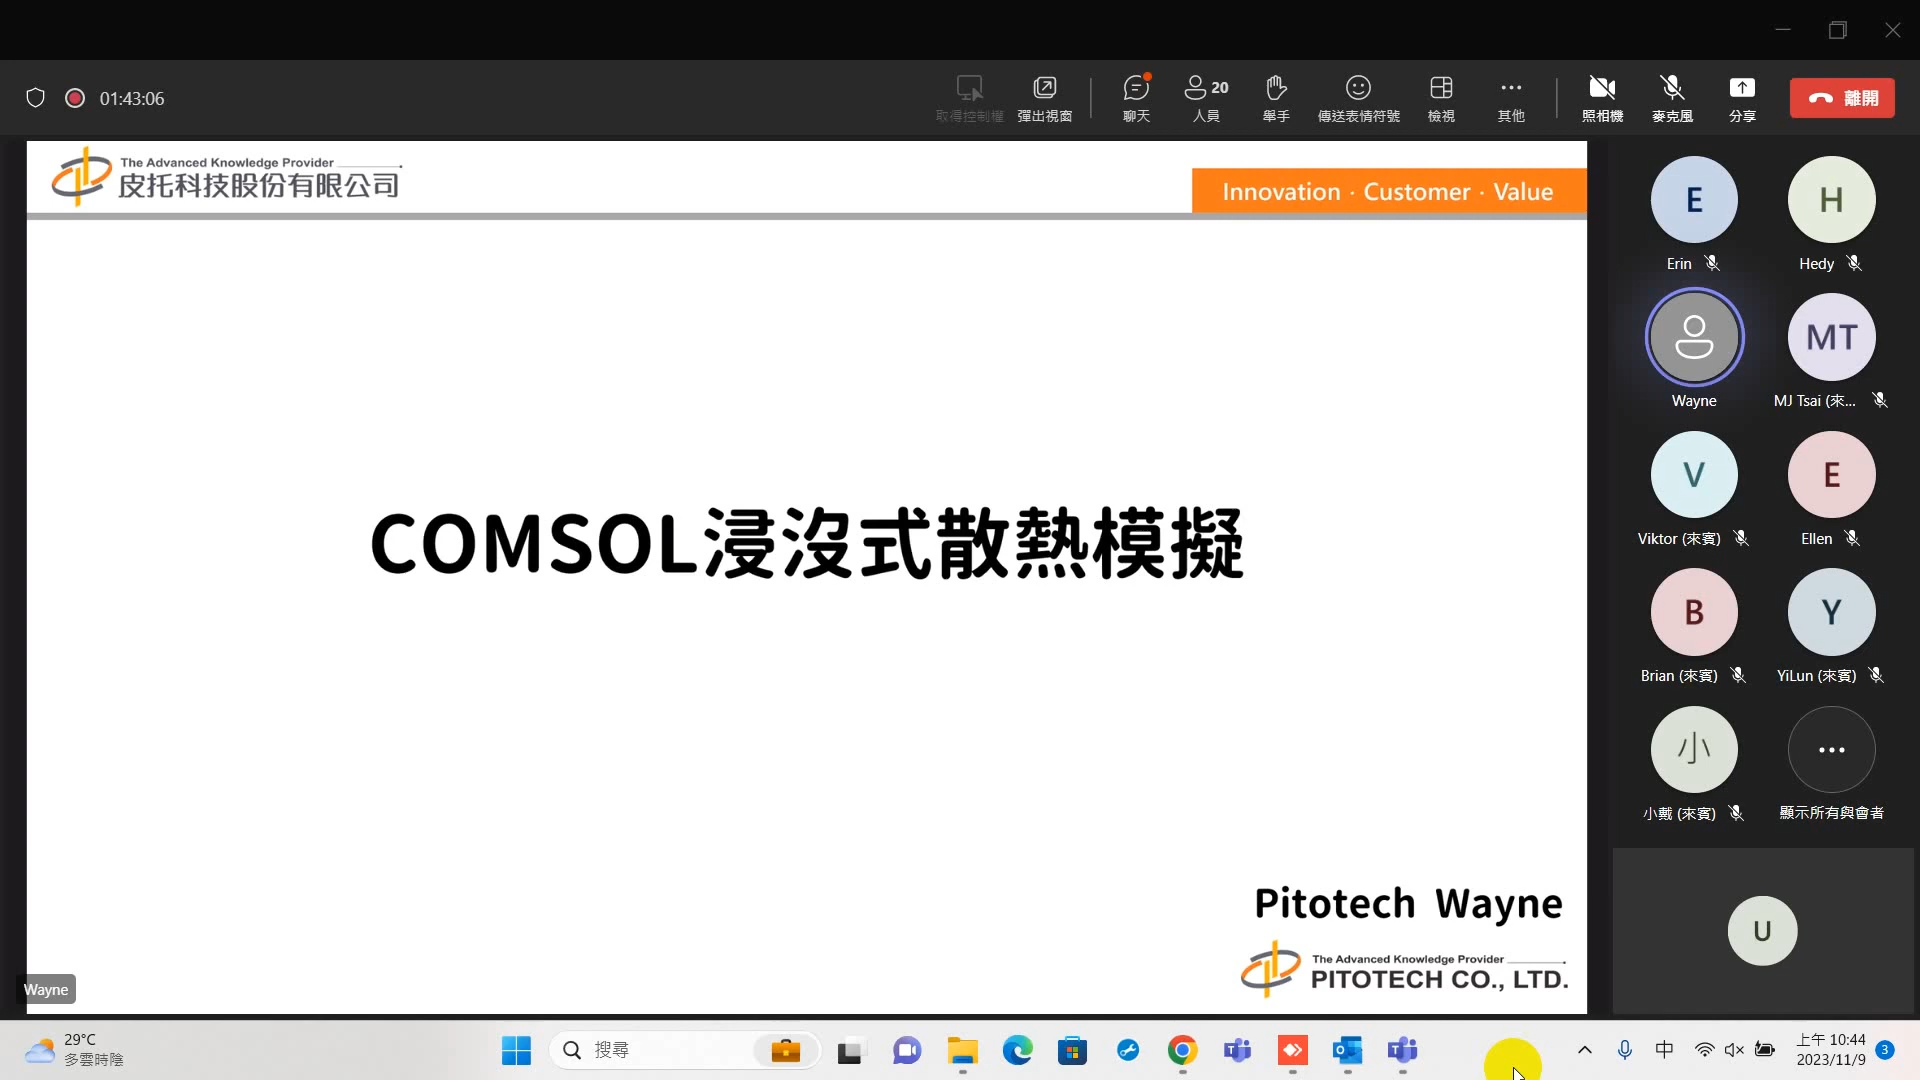 01:43:06
取得控制權
彈出視窗
聊天
20
人員
舉手
傳送表情符號
檢視
其他
照相機
麥克風
分享
離開
The Advanced Knowledge Provider
皮托科技股份有限公司
Innovation · Customer · Value
COMSOL浸沒式散熱模擬
Pitotech Wayne
The Advanced Knowledge Provider
PITOTECH CO., LTD.
Wayne
E
Erin
H
Hedy
Wayne
MT
MJ Tsai (來...
V
Viktor (來賓)
E
Ellen
B
Brian (來賓)
Y
YiLun (來賓)
小
小戴 (來賓)
顯示所有與會者
U
29°C
多雲時陰
搜尋
中
上午 10:44
2023/11/9
3